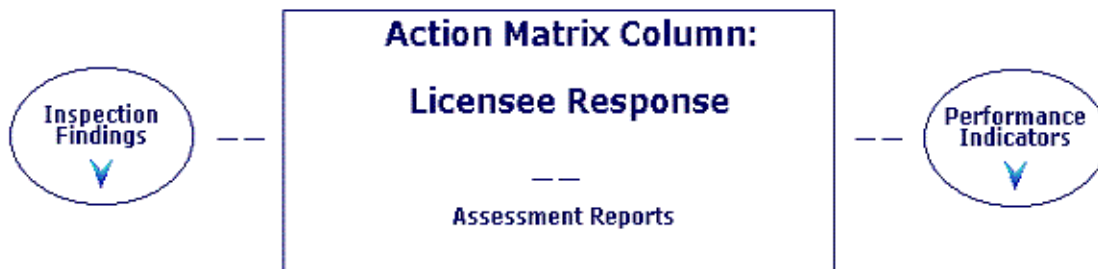 Action Matrix Column:
Licensee Response
Inspection
Findings
— —
— —
Performance
Indicators
— —
Assessment Reports